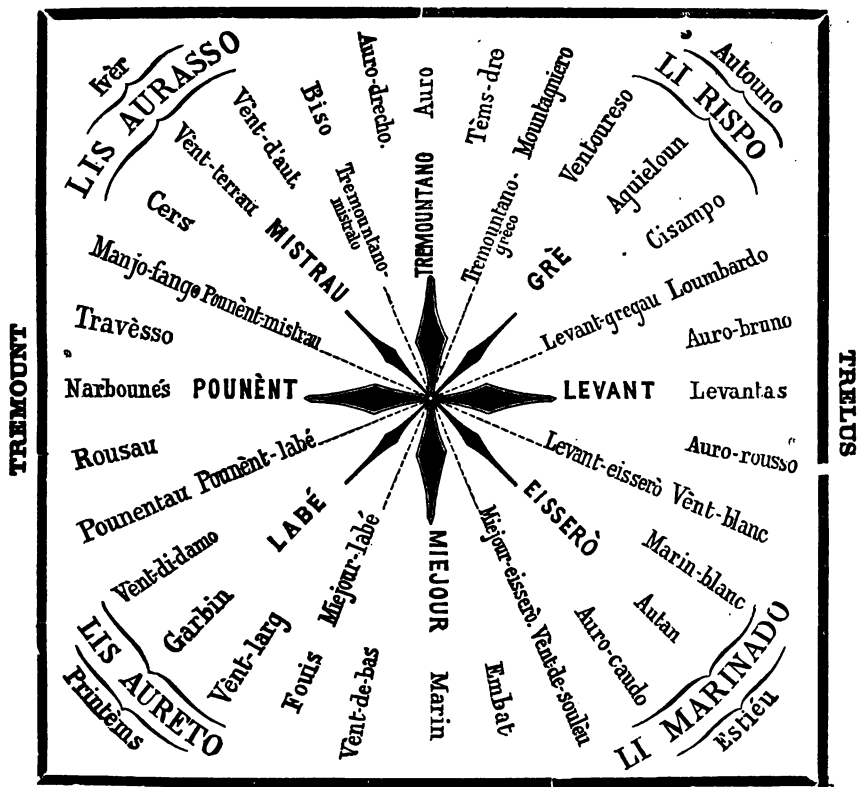 Ivèr
LIS AURASSO
Vènt-terrau
Vènt-d'aut.
Biso
Auro-drecho.
Auro
Tèms-dre
Mountagniero
Ventoureso
Aguieloun
Cisampo
LI RISPO
Autouno
Cers
MISTRAU
Tremountano-
mistralo
TREMOUNTANO
Tremountano-
grèco
GRÈ
Manjo-fango
Pounènt-mistrau
Levant-gregau
Loumbardo
Travèsso
Auro-bruno
TREMOUNT
Narbounés
POUNÈNT
LEVANT
Levantas
TRELUS
Rousau
Auro-rousso
Pounentau
Pounènt-labé
Levant-eisserò
Vènt-blanc
Vènt-di-damo
LABÉ
Miejour-labé
MIEJOUR
Miejour-eisserò.
EISSERÒ
Marin-blanc
Garbin
Vènt-larg
Fouis
Vènt-de-bas
Marin
Embat
Vènt-de-soulèu
Auro-caudo
Autan
LIS AURETO
Printèms
LI MARINADO
Estiéu